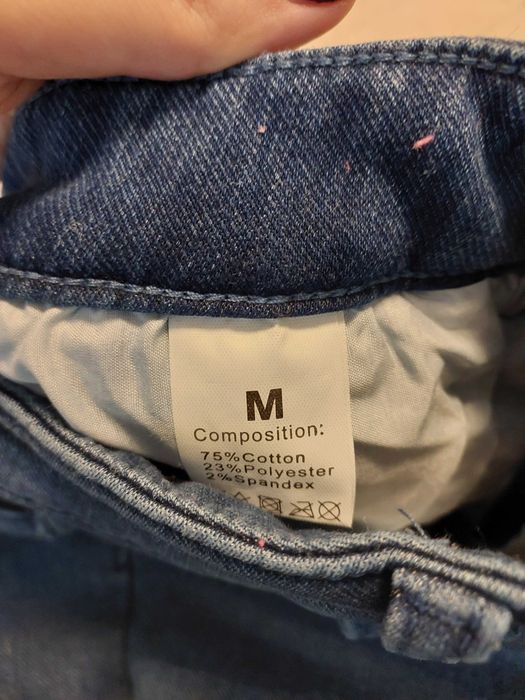 M
Composition:
75%Cotton
23%Polyester
2%Spandex